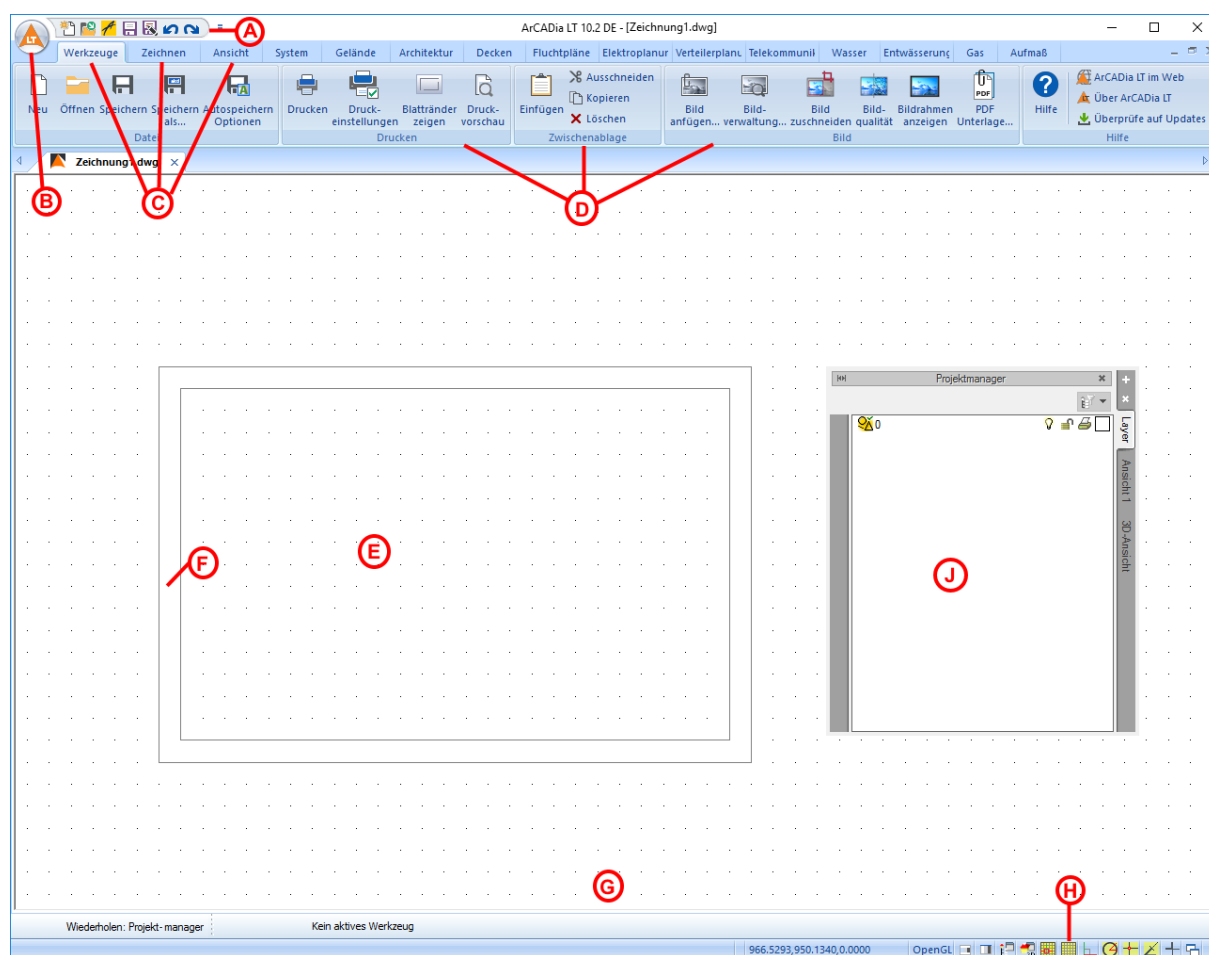 ArCADia LT 10.2 DE - [Zeichnung1.dwg]
A
LT
Werkzeuge Zeichnen Ansicht System Gelände Architektur Decken Fluchtpläne Elektroplanur Verteilerplanu Telekommunil Wasser Entwässerung Gas Aufmaß
Neu
Öffnen
Speichern
Speichern als...
Autospeichern Optionen
Datei
Drucken
Druck-einstellungen
Blattränder zeigen
Druck-vorschau
Drucken
Einfügen
Ausschneiden
Kopieren
Löschen
Zwischenablage
Bild anfügen...
Bild-verwaltung...
Bild zuschneiden
Bild-qualität
Bildrahmen anzeigen
PDF
PDF Unterlage...
Bild
Hilfe
ArCADia LT im Web
Über ArCADia LT
Überprüfe auf Updates
Hilfe
Zeichnung1.dwg
B
C
D
Projektmanager
0
Layer
Ansicht 1
3D-Ansicht
E
F
J
G
H
Wiederholen: Projekt-manager
Kein aktives Werkzeug
966.5293,950.1340,0.0000
OpenGL